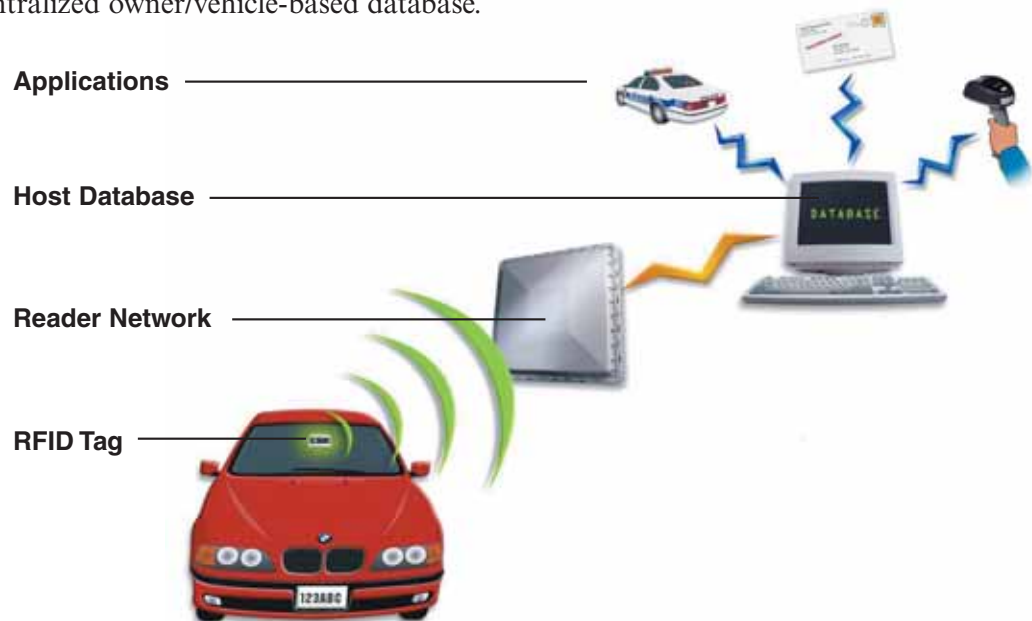 ntralized owner/vehicle-based database.
Applications
Host Database
DATABASE
Reader Network
RFID Tag
123ABC